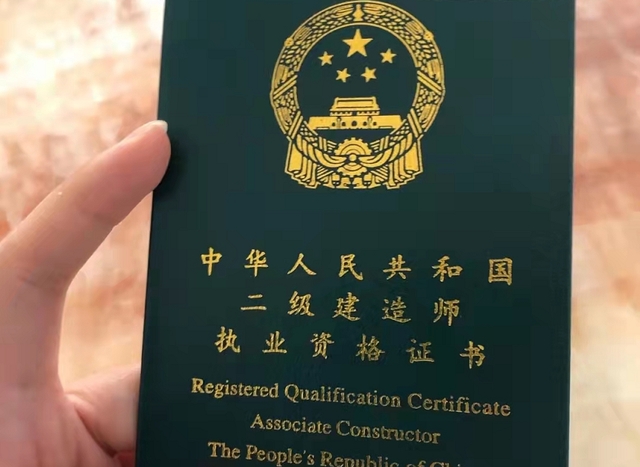 中华人民共和国
二级建造师
执业资格证书
Registered Qualification Certificate
Associate Constructor
The People's Republic of